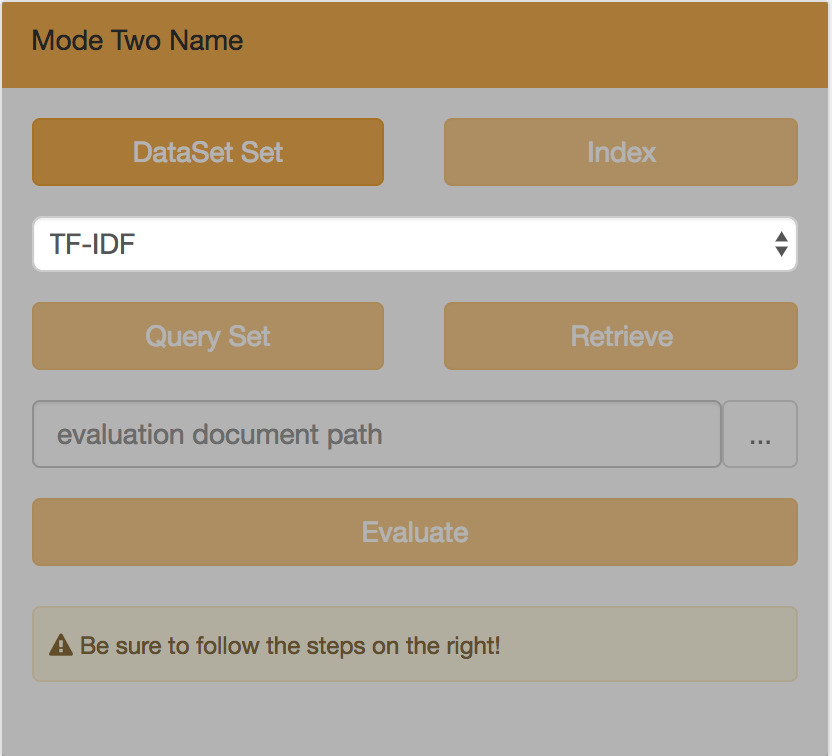 Mode Two Name
DataSet Set
Index
TF-IDF
Query Set
Retrieve
evaluation document path
...
Evaluate
Be sure to follow the steps on the right!